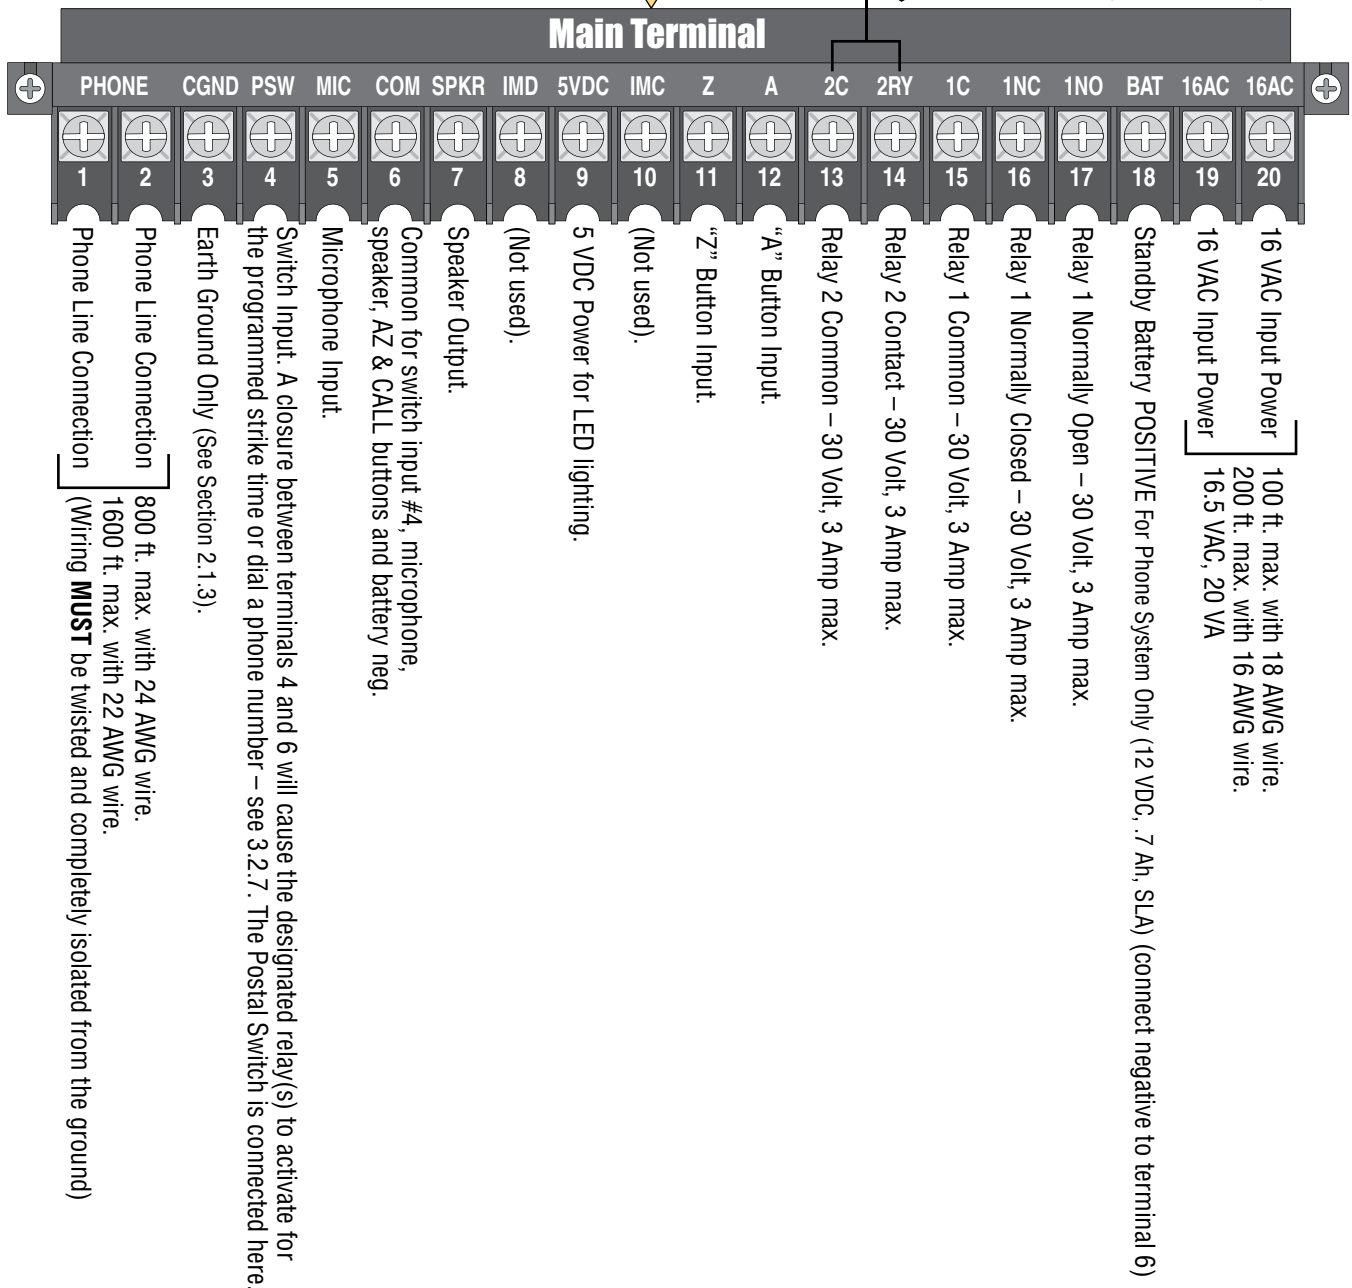 Main Terminal
PHONE CGND PSW MIC COM SPKR IMD 5VDC IMC Z A 2C 2RY 1C 1NC 1NO BAT 16AC 16AC
1 2 3 4 5 6 7 8 9 10 11 12 13 14 15 16 17 18 19 20
Phone Line Connection
Phone Line Connection
800 ft. max. with 24 AWG wire.
1600 ft. max. with 22 AWG wire.
(Wiring MUST be twisted and completely isolated from the ground)
Earth Ground Only (See Section 2.1.3).
Switch Input. A closure between terminals 4 and 6 will cause the designated relay(s) to activate for
the programmed strike time or dial a phone number – see 3.2.7. The Postal Switch is connected here.
Microphone Input.
Common for switch input #4, microphone,
speaker, AZ & CALL buttons and battery neg.
Speaker Output.
(Not used).
5 VDC Power for LED lighting.
(Not used).
“Z” Button Input.
“A” Button Input.
Relay 2 Common – 30 Volt, 3 Amp max.
Relay 2 Contact – 30 Volt, 3 Amp max.
Relay 1 Common – 30 Volt, 3 Amp max.
Relay 1 Normally Closed – 30 Volt, 3 Amp max.
Relay 1 Normally Open – 30 Volt, 3 Amp max.
Standby Battery POSITIVE For Phone System Only (12 VDC, .7 Ah, SLA) (connect negative to terminal 6)
16 VAC Input Power
16 VAC Input Power
100 ft. max. with 18 AWG wire.
200 ft. max. with 16 AWG wire.
16.5 VAC, 20 VA